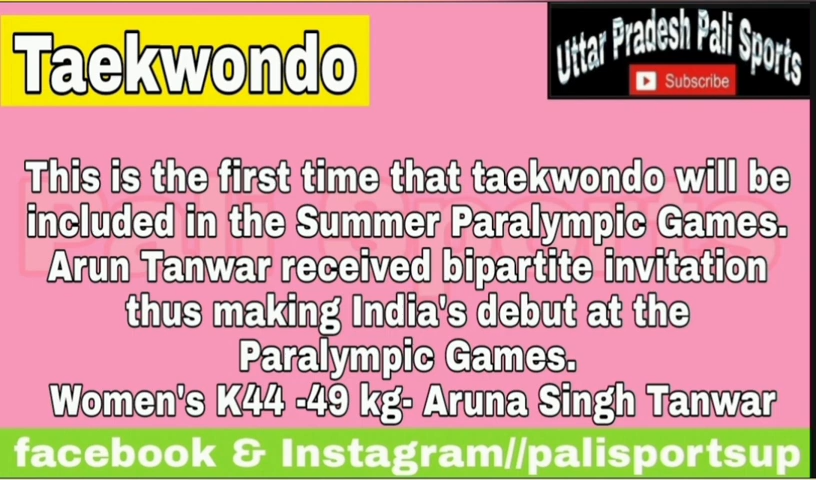 Taekwondo
Uttar Pradesh Pali Sports
Subscribe
This is the first time that taekwondo will be
included in the Summer Paralympic Games.
Arun Tanwar received bipartite invitation
thus making India's debut at the
Paralympic Games.
Women's K44 -49 kg- Aruna Singh Tanwar
Pali Sports
facebook & Instagram//palisportsup